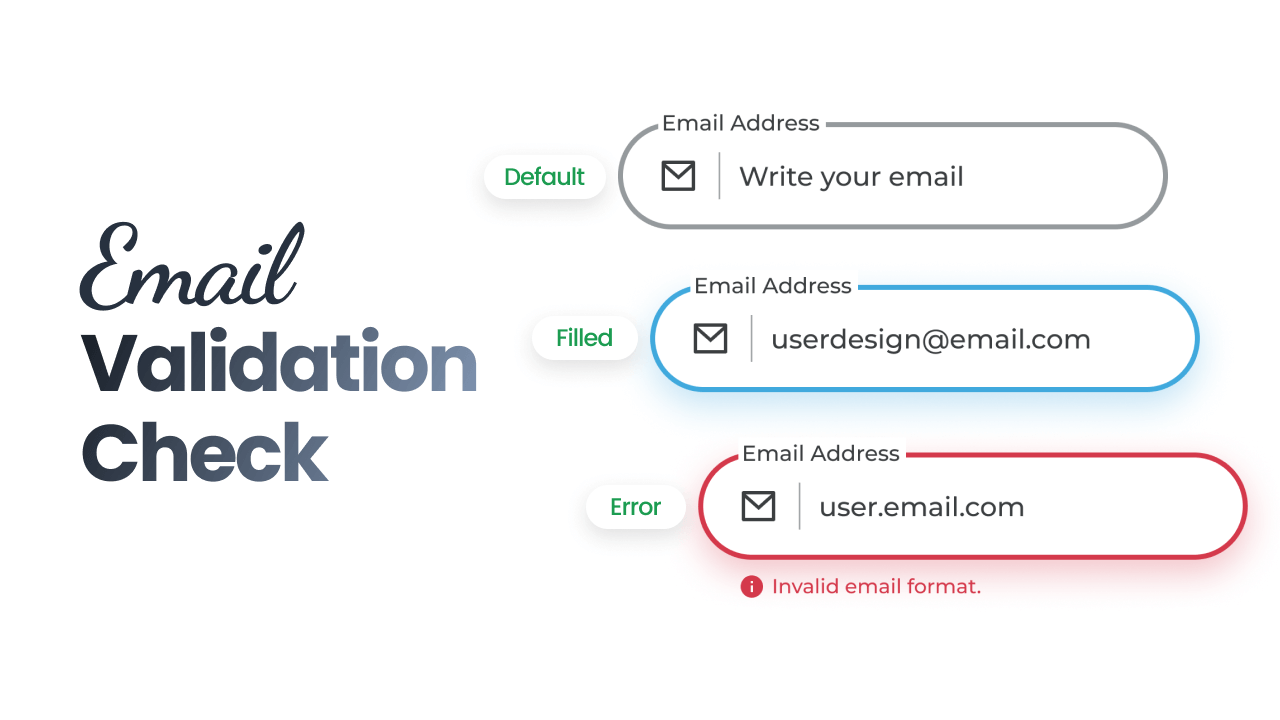 Email
Validation
Check
Default
Email Address
Write your email
Filled
Email Address
userdesign@email.com
Error
Email Address
user.email.com
Invalid email format.